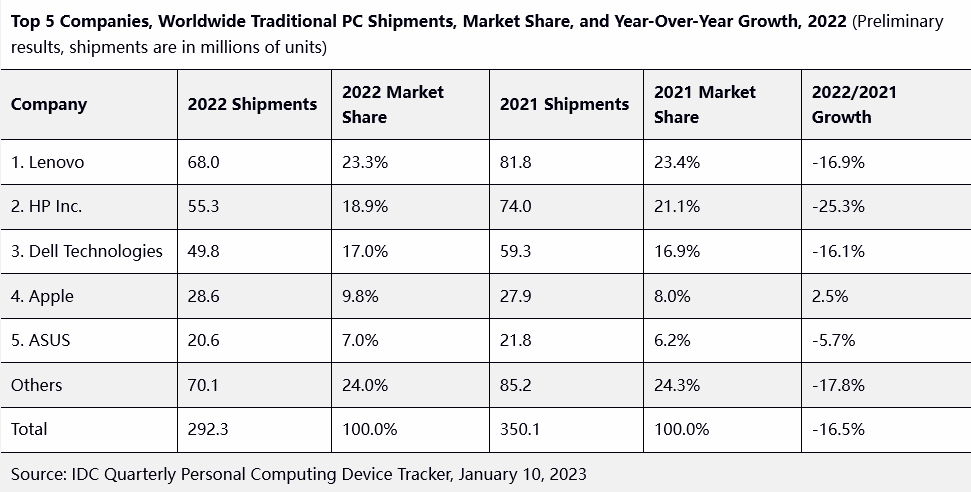 Top 5 Companies, Worldwide Traditional PC Shipments, Market Share, and Year-Over-Year Growth, 2022 (Preliminary
results, shipments are in millions of units)
Company 2022 Shipments 2022 Market Share 2021 Shipments 2021 Market Share 2022/2021 Growth
1. Lenovo 68.0 23.3% 81.8 23.4% -16.9%
2. HP Inc. 55.3 18.9% 74.0 21.1% -25.3%
3. Dell Technologies 49.8 17.0% 59.3 16.9% -16.1%
4. Apple 28.6 9.8% 27.9 8.0% 2.5%
5. ASUS 20.6 7.0% 21.8 6.2% -5.7%
Others 70.1 24.0% 85.2 24.3% -17.8%
Total 292.3 100.0% 350.1 100.0% -16.5%
Source: IDC Quarterly Personal Computing Device Tracker, January 10, 2023